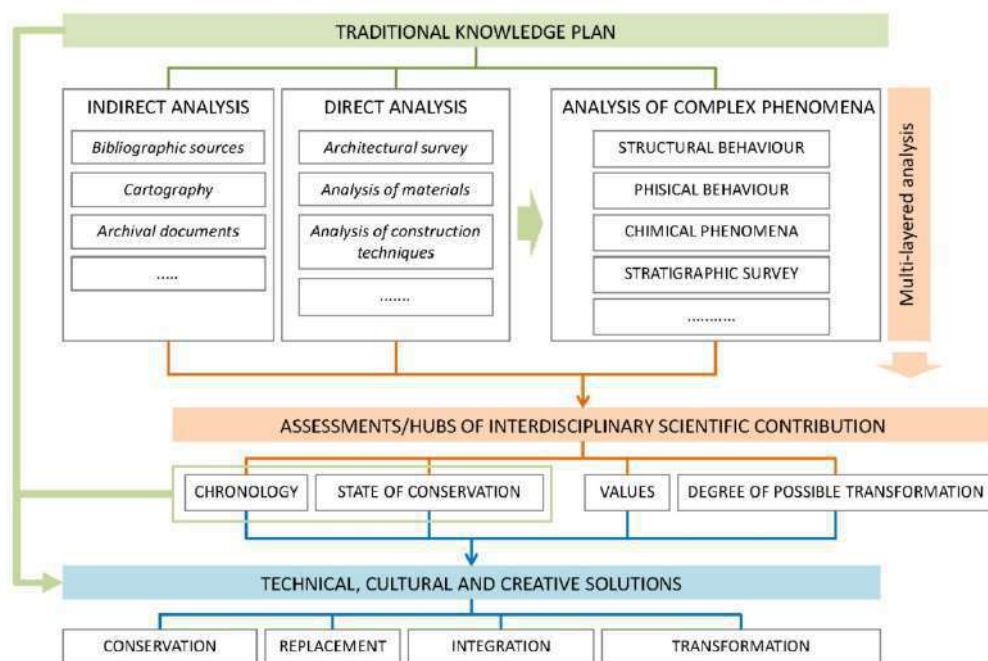 TRADITIONAL KNOWLEDGE PLAN
INDIRECT ANALYSIS
Bibliographic sources
Cartography
Archival documents
.....
DIRECT ANALYSIS
Architectural survey
Analysis of materials
Analysis of construction
techniques
.......
ANALYSIS OF COMPLEX PHENOMENA
STRUCTURAL BEHAVIOUR
PHISICAL BEHAVIOUR
CHIMICAL PHENOMENA
STRATIGRAPHIC SURVEY
...........
Multi-layered analysis
ASSESSMENTS/HUBS OF INTERDISCIPLINARY SCIENTIFIC CONTRIBUTION
CHRONOLOGY
STATE OF CONSERVATION
VALUES
DEGREE OF POSSIBLE TRANSFORMATION
TECHNICAL, CULTURAL AND CREATIVE SOLUTIONS
CONSERVATION
REPLACEMENT
INTEGRATION
TRANSFORMATION